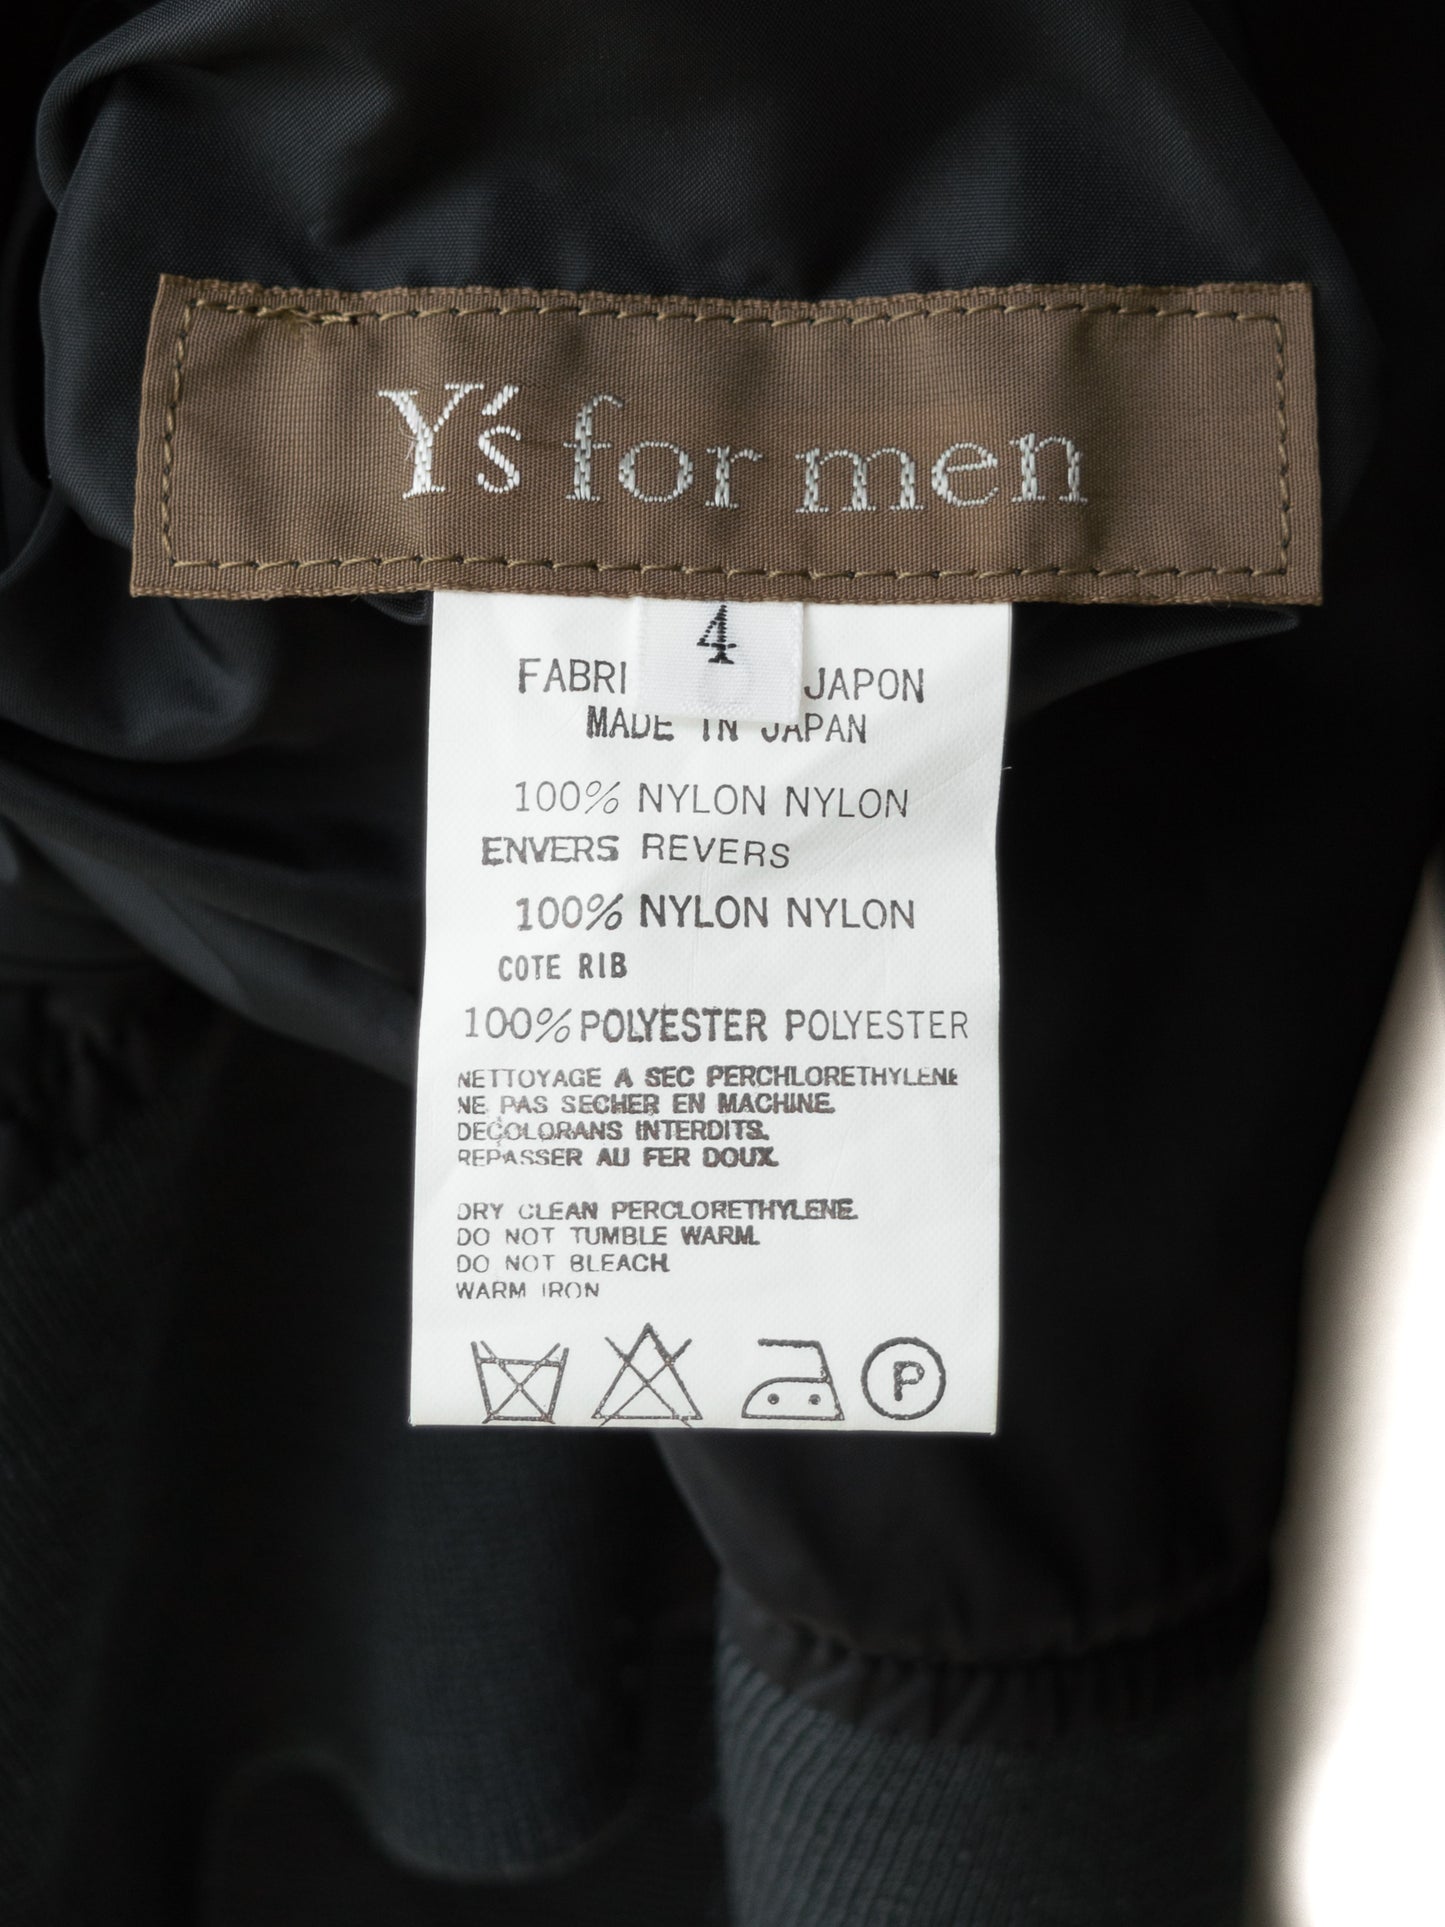 Y's for men
4
FABRI JAPON
MADE IN JAPAN
100% NYLON NYLON
ENVERS REVERS
100% NYLON NYLON
COTE RIB
100% POLYESTER POLYESTER
NETTOYAGE A SEC PERCHLORETHYLENE
NE PAS SECHER EN MACHINE.
DECOLORANS INTERDITS.
REPASSER AU FER DOUX.
DRY CLEAN PERCLORETHYLENE.
DO NOT TUMBLE WARM.
DO NOT BLEACH.
WARM IRON
P